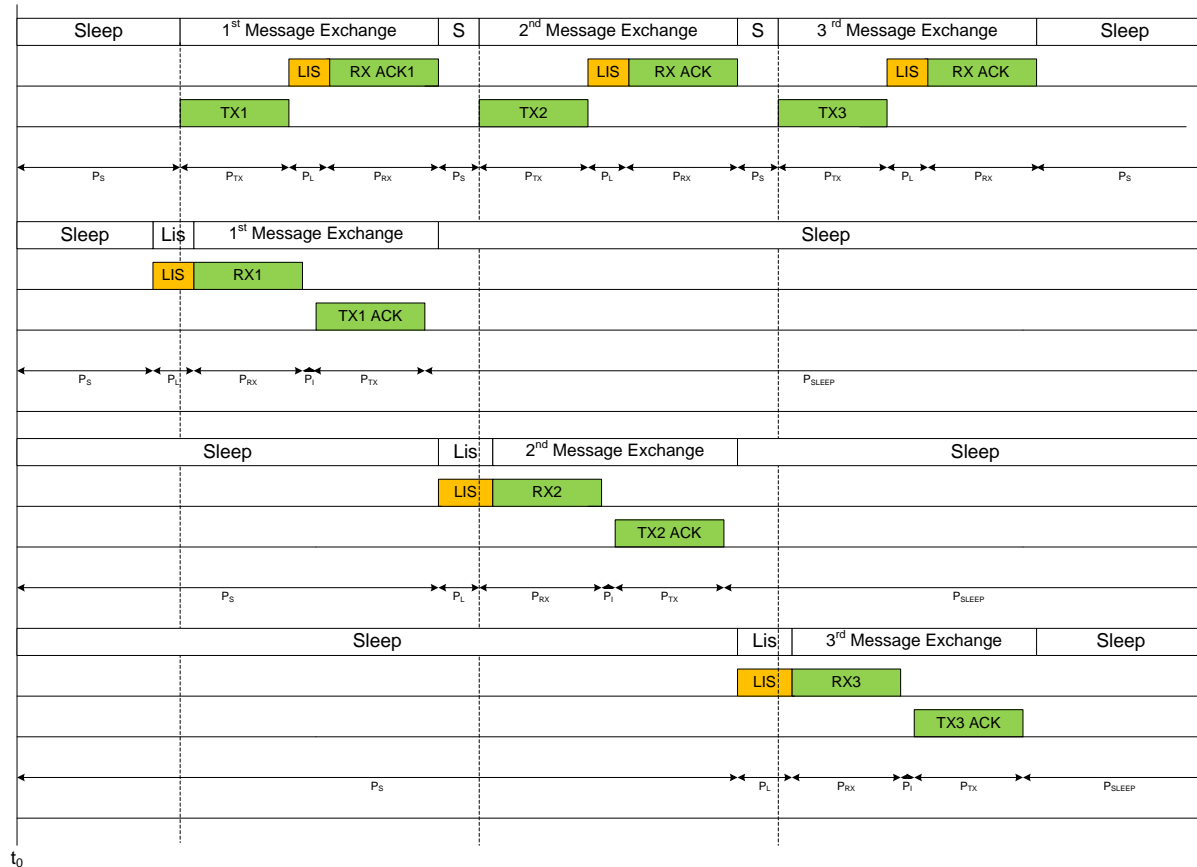 Sleep 1st Message Exchange S 2nd Message Exchange S 3 rd Message Exchange Sleep
LIS RX ACK1 LIS RX ACK LIS RX ACK
TX1 TX2 TX3
PS PTX PL PRX PS PTX PL PRX PS PTX PL PRX PS
Sleep Lis 1st Message Exchange Sleep
LIS RX1
TX1 ACK
PS PL PRX PI PTX PSLEEP
Sleep Lis 2nd Message Exchange Sleep
LIS RX2
TX2 ACK
PS PL PRX PI PTX PSLEEP
Sleep Lis 3rd Message Exchange Sleep
LIS RX3
TX3 ACK
PS PL PRX PI PTX PSLEEP
t0